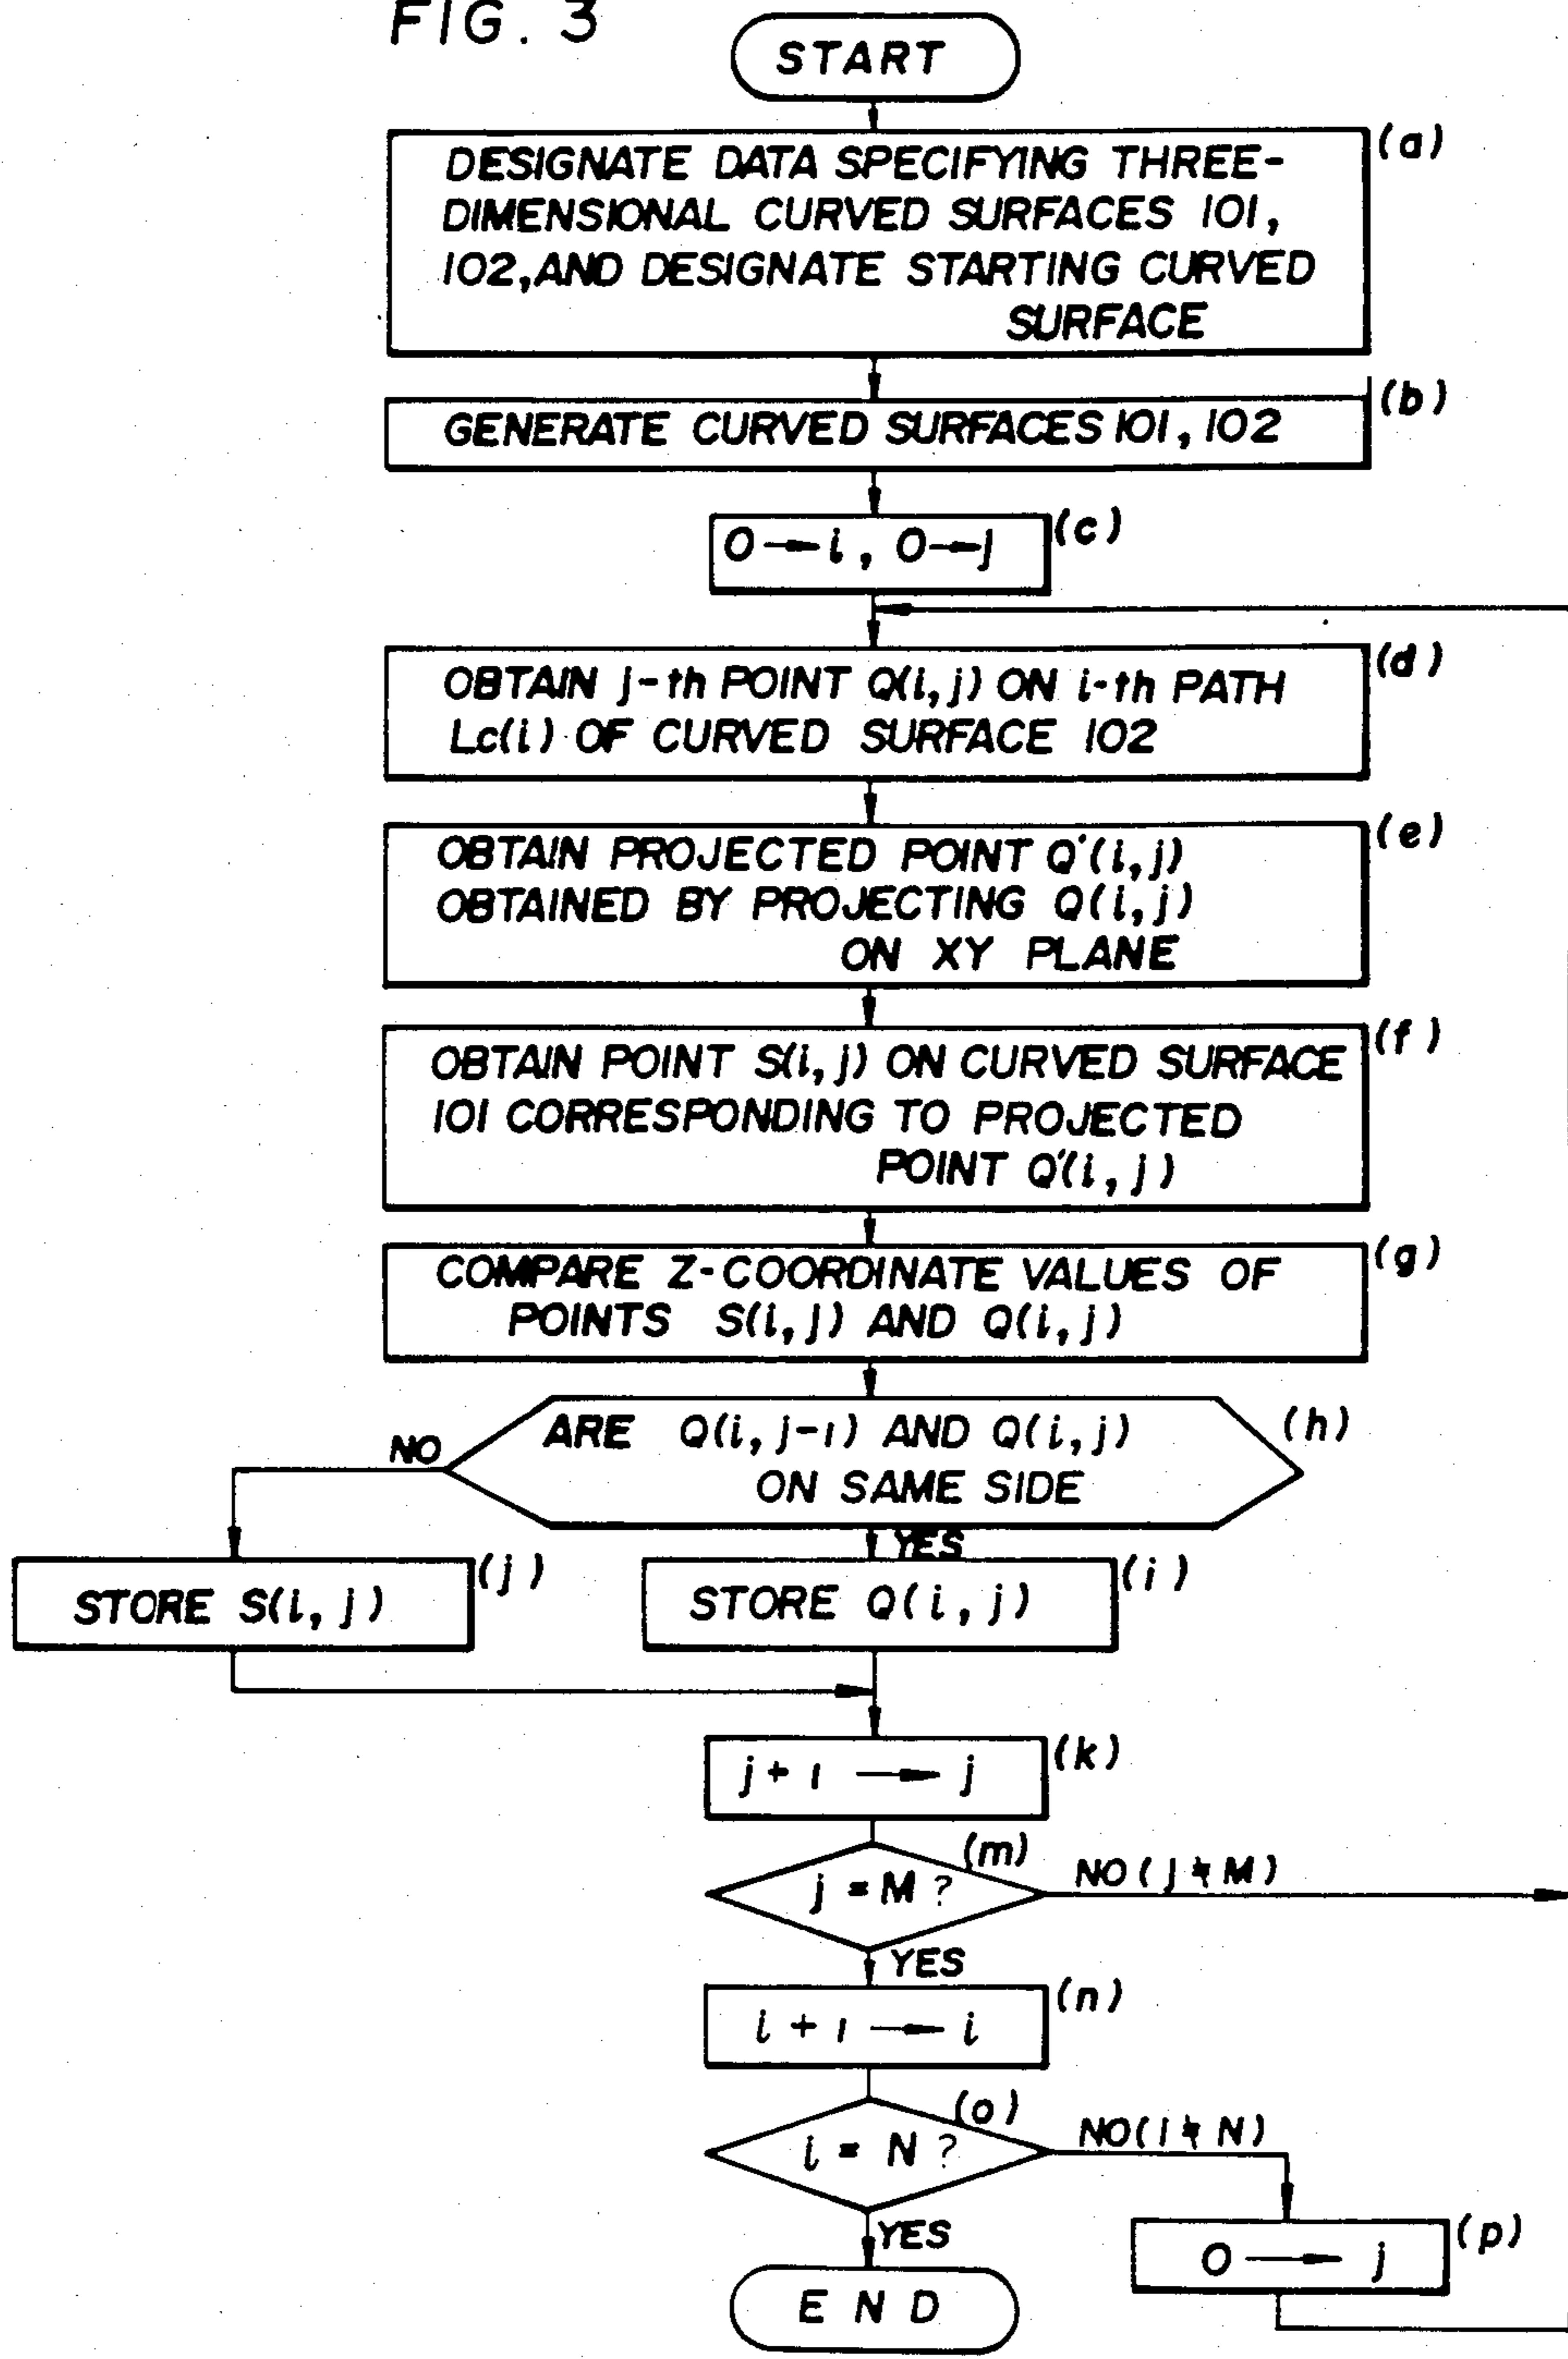 FIG. 3
START
(a)
DESIGNATE DATA SPECIFYING THREE-
DIMENSIONAL CURVED SURFACES 101,
102, AND DESIGNATE STARTING CURVED
SURFACE
(b)
GENERATE CURVED SURFACES 101, 102
(c)
0→i, 0→j
(d)
OBTAIN j-th POINT Q(i,j) ON i-th PATH
Lc(i) OF CURVED SURFACE 102
(e)
OBTAIN PROJECTED POINT Q'(i,j)
OBTAINED BY PROJECTING Q(i,j)
ON XY PLANE
(f)
OBTAIN POINT S(i,j) ON CURVED SURFACE
101 CORRESPONDING TO PROJECTED
POINT Q'(i,j)
(g)
COMPARE Z-COORDINATE VALUES OF
POINTS S(i,j) AND Q(i,j)
(h)
ARE Q(i,j-1) AND Q(i,j)
ON SAME SIDE
NO
YES
(j)
STORE S(i,j)
(i)
STORE Q(i,j)
(k)
j+1 → j
(m)
j = M ?
NO (j ≠ M)
YES
(n)
i + 1 → i
(o)
i = N ?
NO (i ≠ N)
YES
(p)
0 → j
END